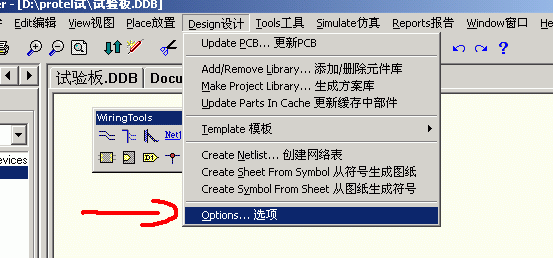 er - [D:\protel试\试验板.DDB]
Edit编辑 View视图 Place放置 Design设计 Tools工具 Simulate仿真 Reports报告 Window窗口 H
Update PCB... 更新PCB
Add/Remove Library... 添加/删除元件库
试验板.DDB Docu
Make Project Library... 生成方案库
Update Parts In Cache 更新缓存中部件
WiringTools
Template 模板
Net1
evices
Create Netlist... 创建网络表
D1
Create Sheet From Symbol 从符号生成图纸
Create Symbol From Sheet 从图纸生成符号
Options... 选项